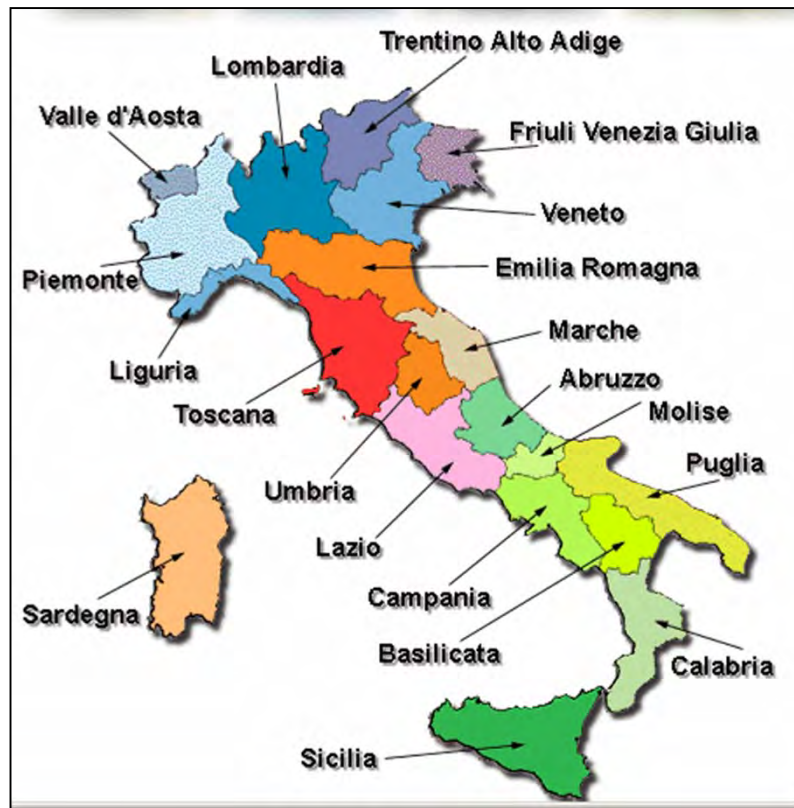 Trentino Alto Adige
Lombardia
Valle d'Aosta
Friuli Venezia Giulia
Veneto
Piemonte
Emilia Romagna
Marche
Liguria
Abruzzo
Toscana
Molise
Puglia
Umbria
Lazio
Campania
Sardegna
Basilicata
Calabria
Sicilia